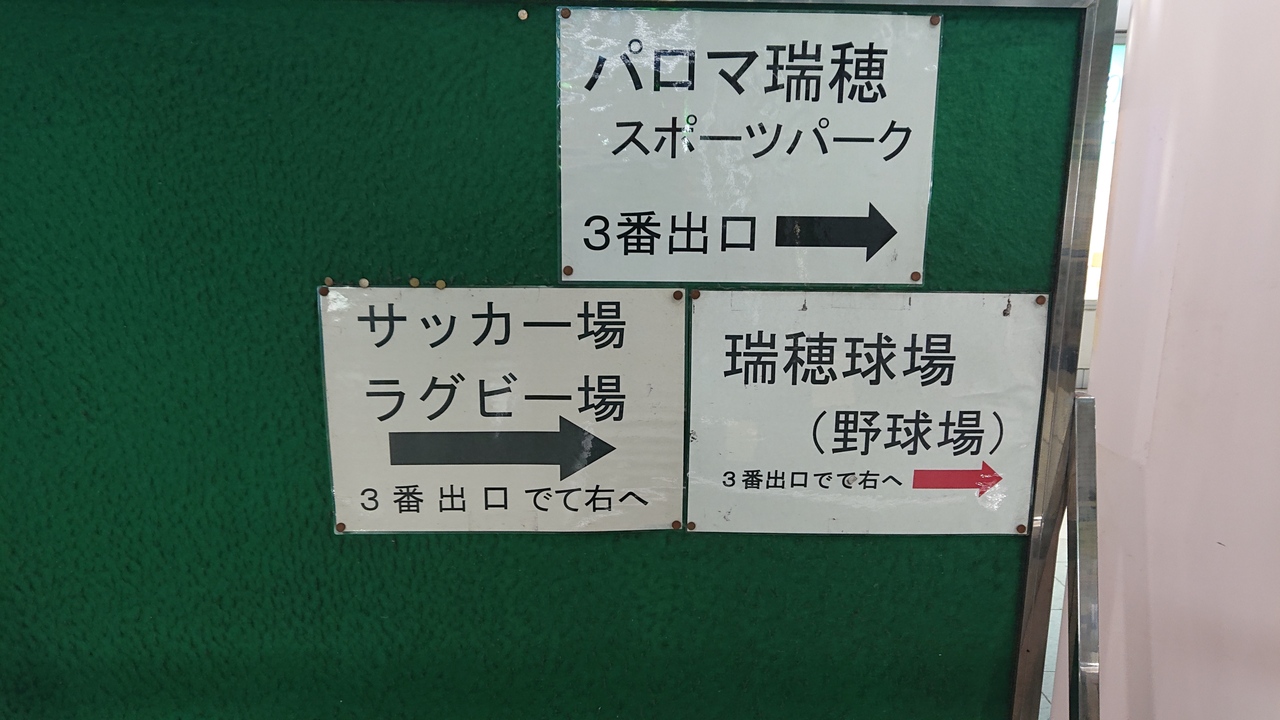 パロマ瑞穂
スポーツパーク
3番出口
サッカー場
ラグビー場
3番出口でて右へ
瑞穂球場
(野球場)
3番出口でて右へ